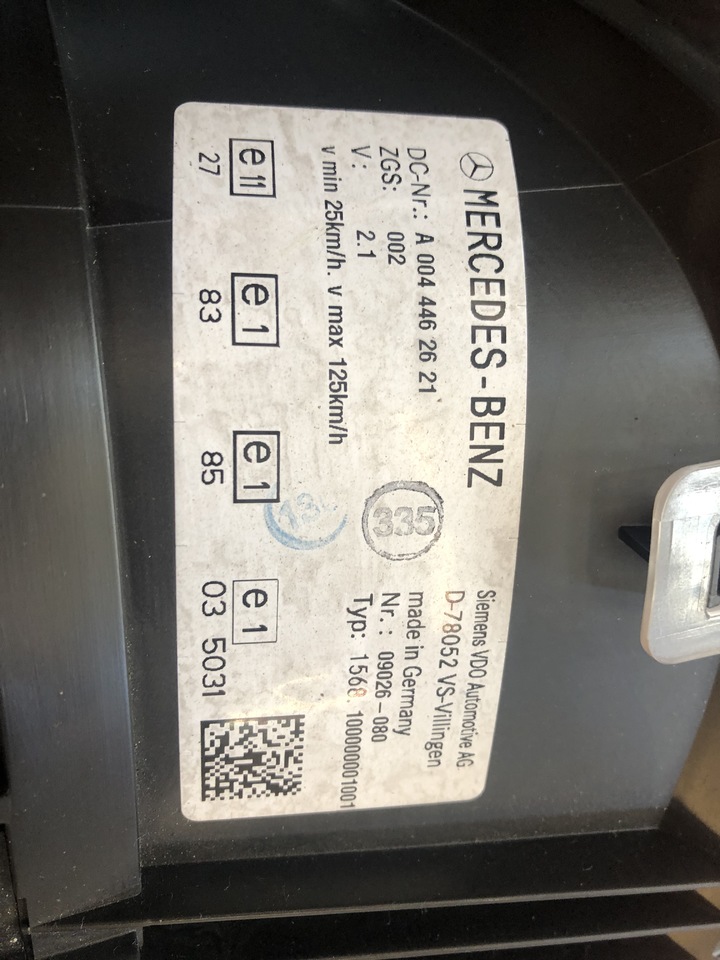 MERCEDES-BENZ
DC-Nr.: A 004 446 26 21
ZGS: 002
V: 2.1
v min 25km/h. v max 125km/h
335
Siemens VDO Automotive AG
D-78052 VS-Villingen
made in Germany
Nr.: 09026-080
Typ: 1568.100000001001
e 11
27
e 1
83
e 1
85
e 1
03 5031